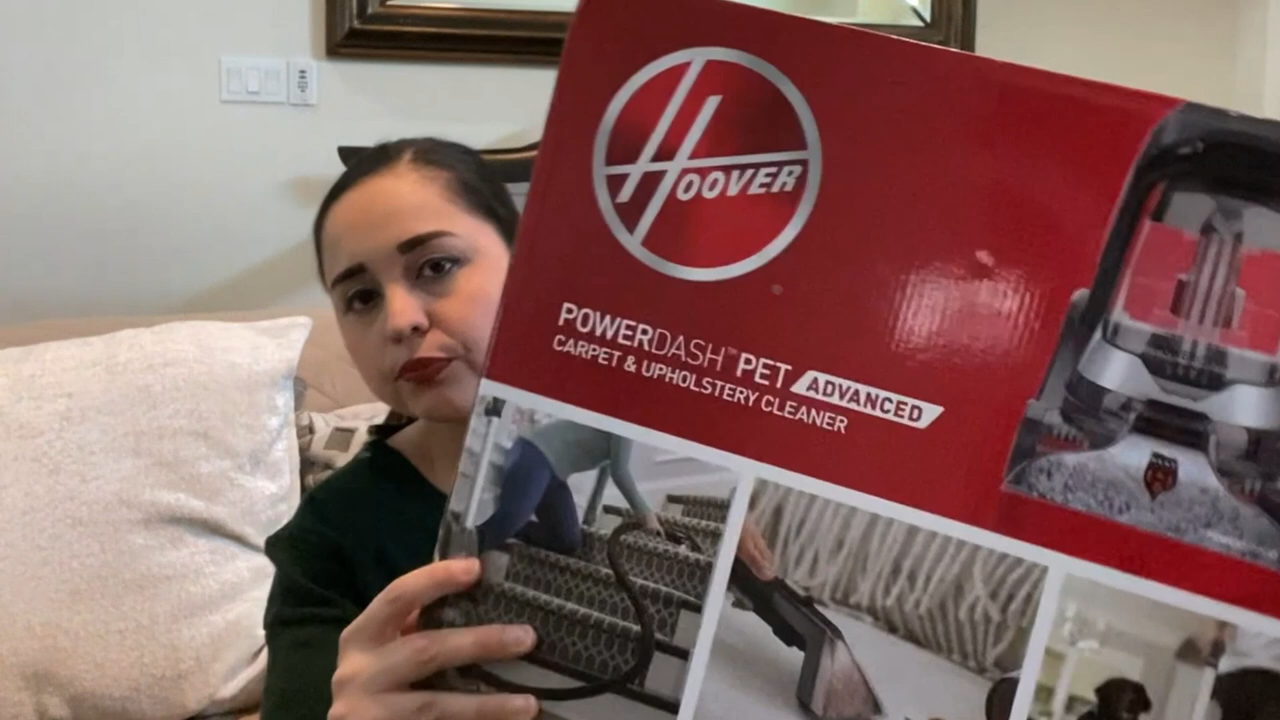 HOOVER
POWERDASH™ PET ADVANCED
CARPET & UPHOLSTERY CLEANER